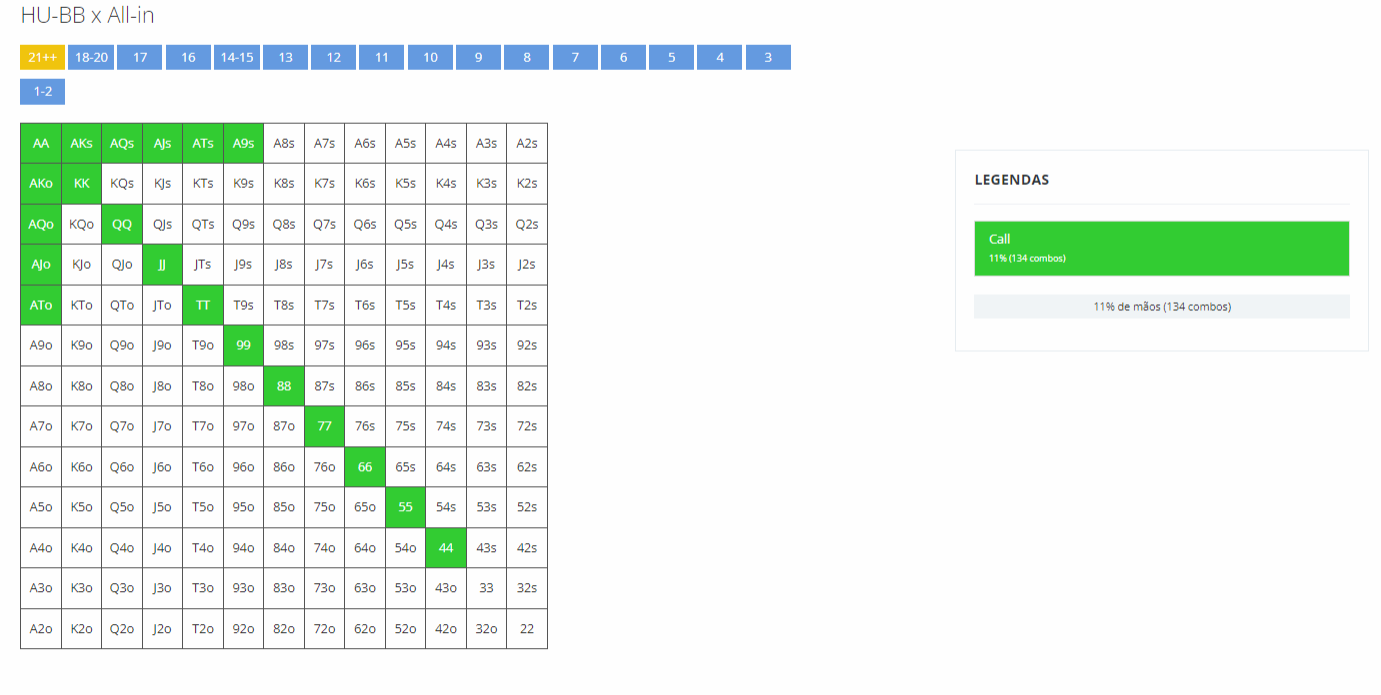 HU-BB x All-in
21++ 18-20 17 16 14-15 13 12 11 10 9 8 7 6 5 4 3
1-2
AA AKs AQs AJs ATs A9s A8s A7s A6s A5s A4s A3s A2s
AKo KK KQs KJs KTs K9s K8s K7s K6s K5s K4s K3s K2s
AQo KQo QQ QJs QTs Q9s Q8s Q7s Q6s Q5s Q4s Q3s Q2s
AJo KJo QJo JJ JTs J9s J8s J7s J6s J5s J4s J3s J2s
ATo KTo QTo JTo TT T9s T8s T7s T6s T5s T4s T3s T2s
A9o K9o Q9o J9o T9o 99 98s 97s 96s 95s 94s 93s 92s
A8o K8o Q8o J8o T8o 98o 88 87s 86s 85s 84s 83s 82s
A7o K7o Q7o J7o T7o 97o 87o 77 76s 75s 74s 73s 72s
A6o K6o Q6o J6o T6o 96o 86o 76o 66 65s 64s 63s 62s
A5o K5o Q5o J5o T5o 95o 85o 75o 65o 55 54s 53s 52s
A4o K4o Q4o J4o T4o 94o 84o 74o 64o 54o 44 43s 42s
A3o K3o Q3o J3o T3o 93o 83o 73o 63o 53o 43o 33 32s
A2o K2o Q2o J2o T2o 92o 82o 72o 62o 52o 42o 32o 22
LEGENDAS
Call
11% (134 combos)
11% de mãos (134 combos)